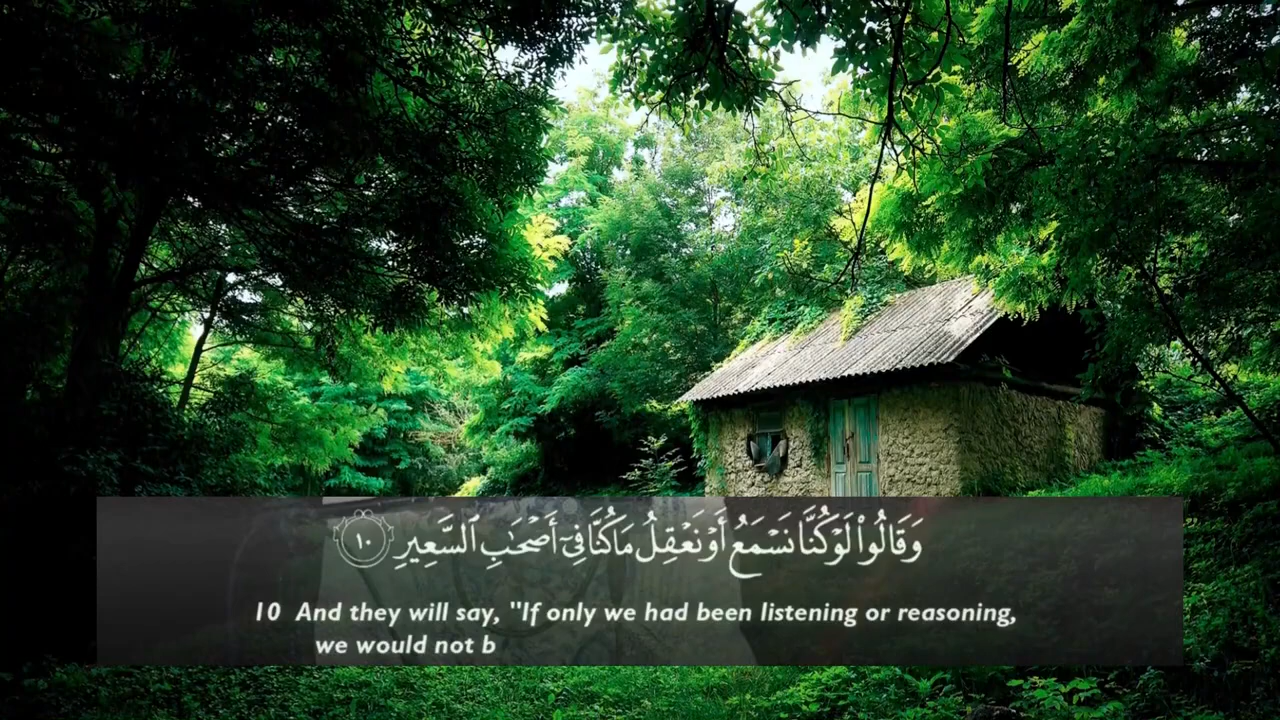 وَقَالُوا۟ لَوْ كُنَّا نَسْمَعُ أَوْ نَعْقِلُ مَا كُنَّا فِىٓ أَصْحَـٰبِ ٱلسَّعِيرِ ١٠
10 And they will say, "If only we had been listening or reasoning,
we would not b